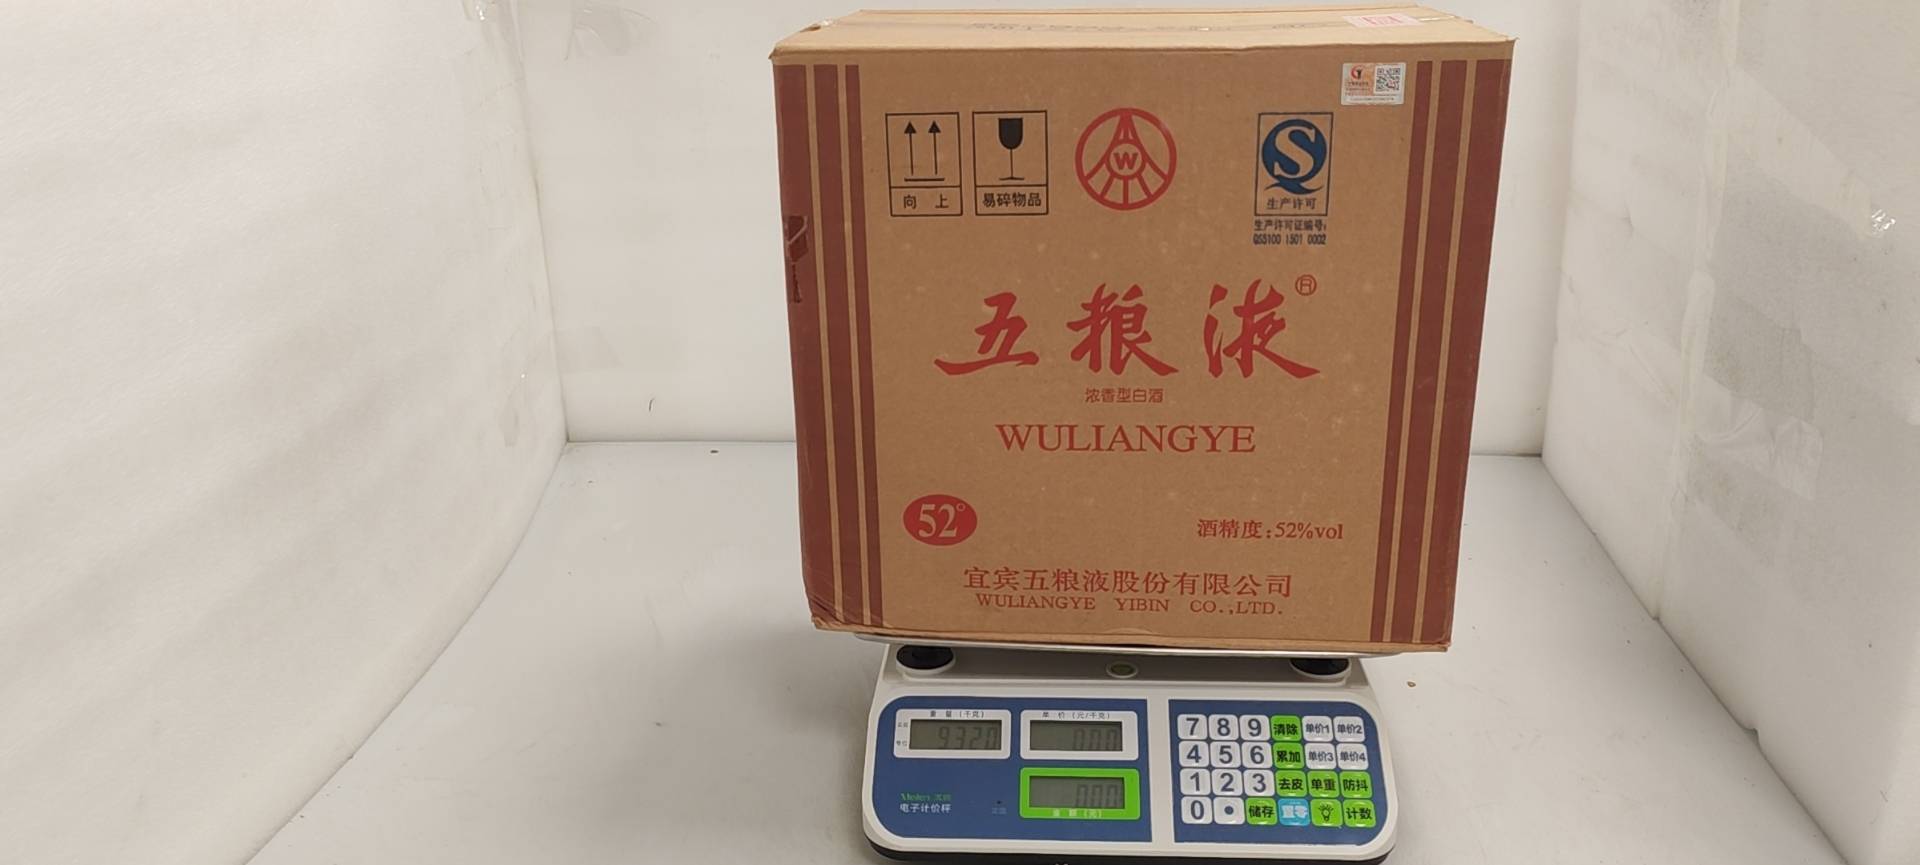 向 上
易碎物品
W
S
生产许可
生产许可证编号:
QS5100 1501 0002
五粮液®
浓香型白酒
WULIANGYE
52°
酒精度:52%vol
宜宾五粮液股份有限公司
WULIANGYE YIBIN CO.,LTD.
重 量 (千克)
单 价 (元/千克)
9.320
0.00
0.00
金 额 (元)
电子计价秤
7 8 9 清除 单价1 单价2
4 5 6 累加 单价3 单价4
1 2 3 去皮 单重 防抖
0 • 储存 置零 计数